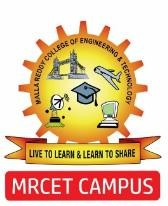 MALLA REDDY COLLEGE OF ENGINEERING & TECHNOLOGY
LIVE TO LEARN & LEARN TO SHARE
MRCET CAMPUS